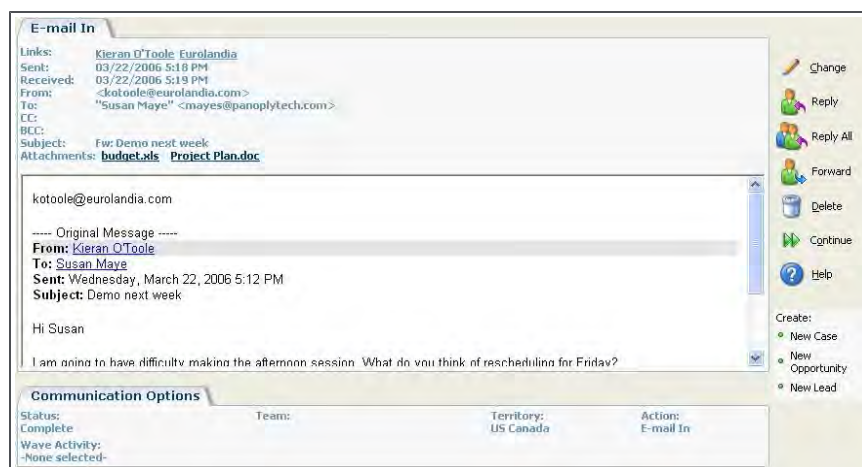 E-mail In
Links: Kieran O'Toole Eurolandia
Sent: 03/22/2006 5:18 PM
Received: 03/22/2006 5:19 PM
From: <kotoole@eurolandia.com>
To: "Susan Maye" <mayes@panoplytech.com>
CC:
BCC:
Subject: Fw: Demo next week
Attachments: budget.xls Project Plan.doc
kotoole@eurolandia.com
----- Original Message -----
From: Kieran O'Toole
To: Susan Maye
Sent: Wednesday, March 22, 2006 5:12 PM
Subject: Demo next week
Hi Susan
I am going to have difficulty making the afternoon session. What do you think of rescheduling for Friday?
Change
Reply
Reply All
Forward
Delete
Continue
Help
Create:
New Case
New
Opportunity
New Lead
Communication Options
Status: Team: Territory: Action:
Complete US Canada E-mail In
Wave Activity:
-None selected-